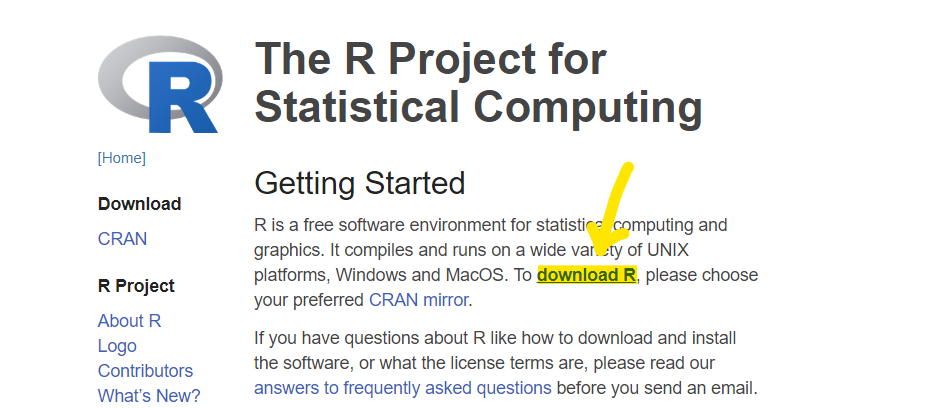 R
The R Project for
Statistical Computing
[Home]
Download
CRAN
R Project
About R
Logo
Contributors
What's New?
Getting Started
R is a free software environment for statistical computing and
graphics. It compiles and runs on a wide variety of UNIX
platforms, Windows and MacOS. To download R, please choose
your preferred CRAN mirror.
If you have questions about R like how to download and install
the software, or what the license terms are, please read our
answers to frequently asked questions before you send an email.